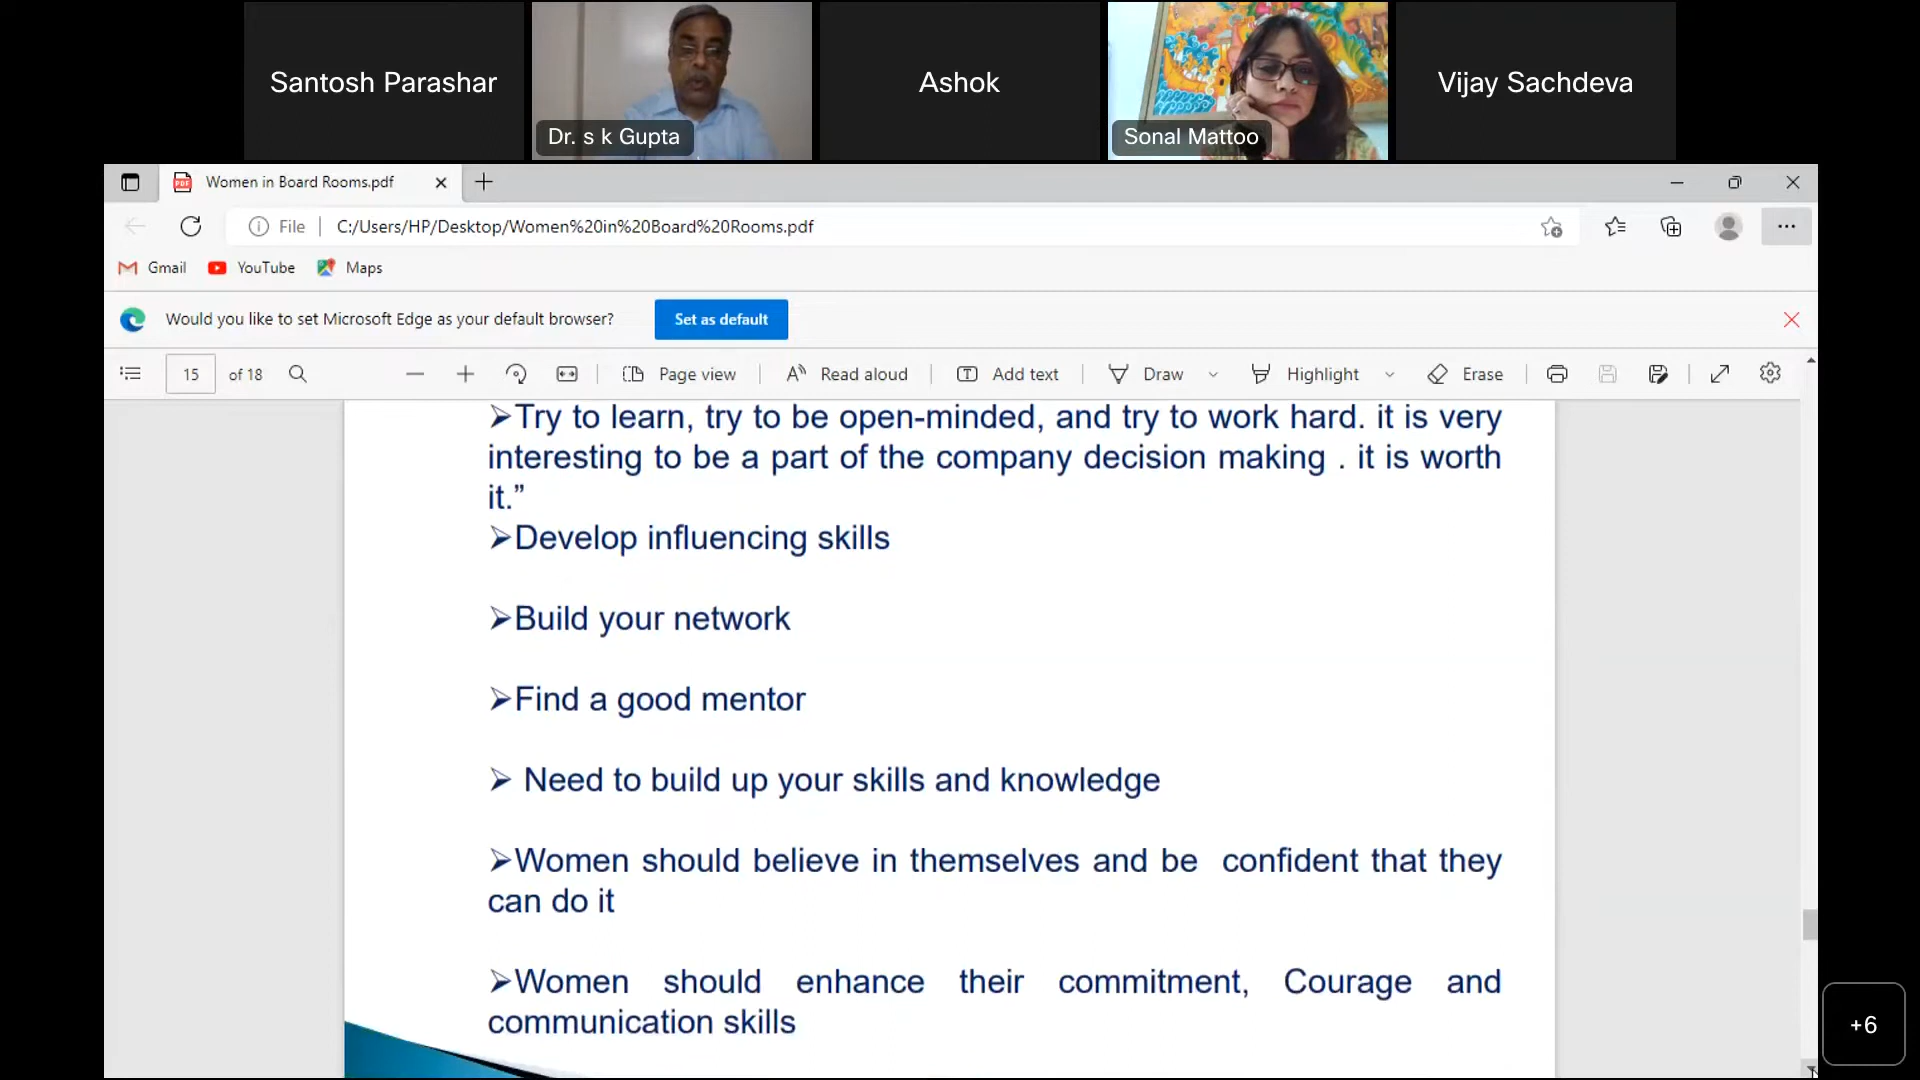 Santosh Parashar
Dr. s k Gupta
Ashok
Sonal Mattoo
Vijay Sachdeva
Women in Board Rooms.pdf
File C:/Users/HP/Desktop/Women%20in%20Board%20Rooms.pdf
Gmail YouTube Maps
Would you like to set Microsoft Edge as your default browser? Set as default
15 of 18 Page view Read aloud Add text Draw Highlight Erase
➢Try to learn, try to be open-minded, and try to work hard. it is very
interesting to be a part of the company decision making . it is worth
it.”
➢Develop influencing skills
➢Build your network
➢Find a good mentor
➢ Need to build up your skills and knowledge
➢Women should believe in themselves and be confident that they
can do it
➢Women should enhance their commitment, Courage and
communication skills
+6